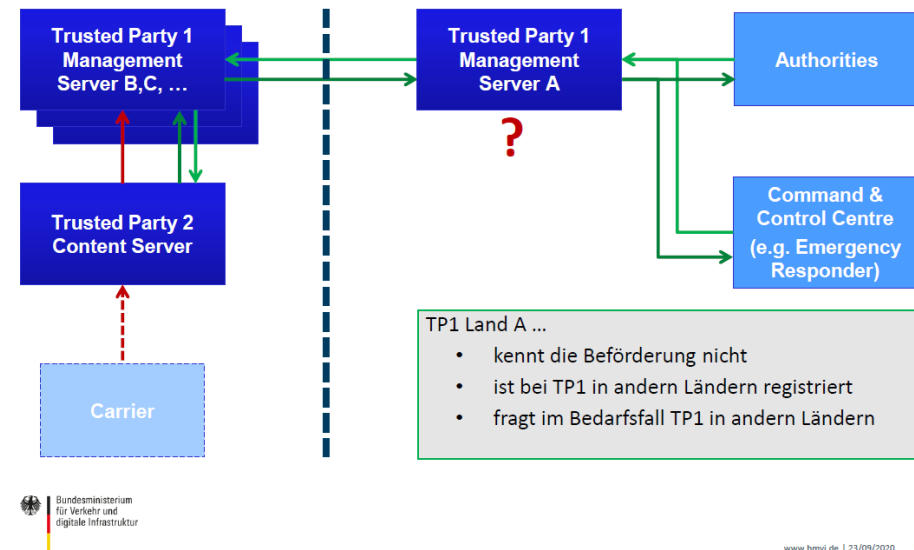 Trusted Party 1
Management
Server B,C, …
Trusted Party 1
Management
Server A
Authorities
?
Trusted Party 2
Content Server
Command &
Control Centre
(e.g. Emergency
Responder)
Carrier
TP1 Land A ...
• kennt die Beförderung nicht
• ist bei TP1 in andern Ländern registriert
• fragt im Bedarfsfall TP1 in andern Ländern
Bundesministerium
für Verkehr und
digitale Infrastruktur
www.bmvi.de | 23/09/2020